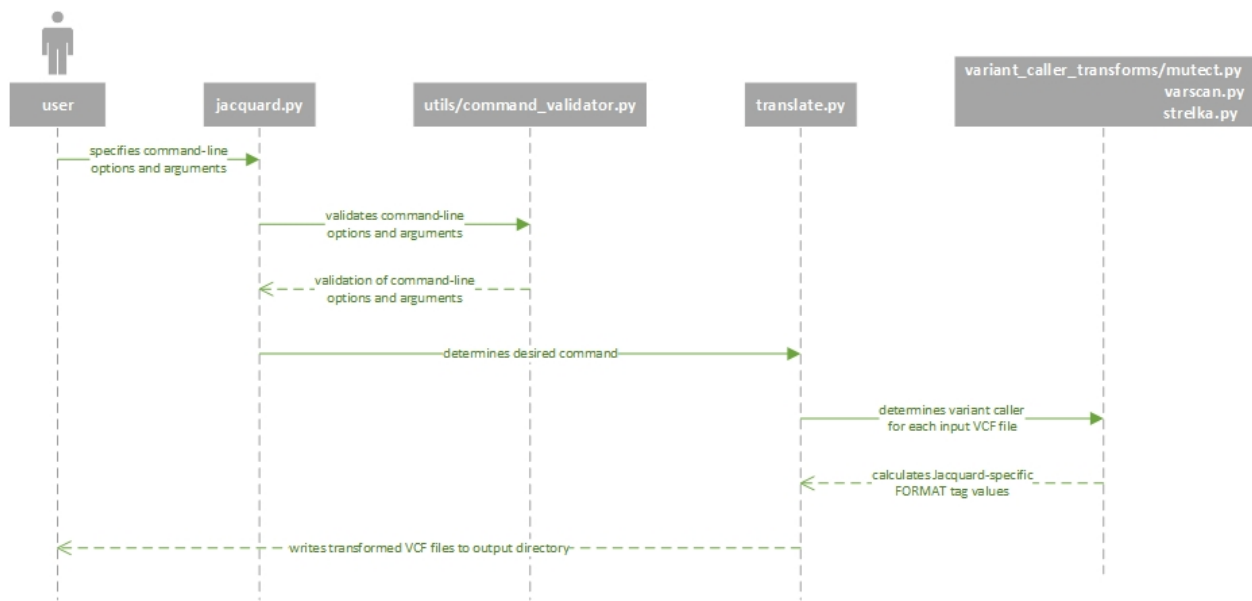 variant_caller_transforms/mutect.py
user
jacquard.py
utils/command_validator.py
translate.py
varscan.py
strelka.py
specifies command-line
options and arguments
validates command-line
options and arguments
validation of command-line
options and arguments
determines desired command
determines variant caller
for each input VCF file
calculates Jacquard-specific
FORMAT tag values
writes transformed VCF files to output directory